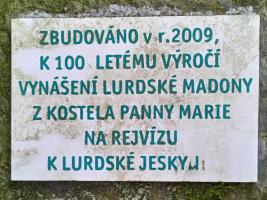 ZBUDOVÁNO v r.2009,
K 100 LETÉMU VÝROČÍ
VYNÁŠENÍ LURDSKÉ MADONY
Z KOSTELA PANNY MARIE
NA REJVÍZU
K LURDSKÉ JESKYNI